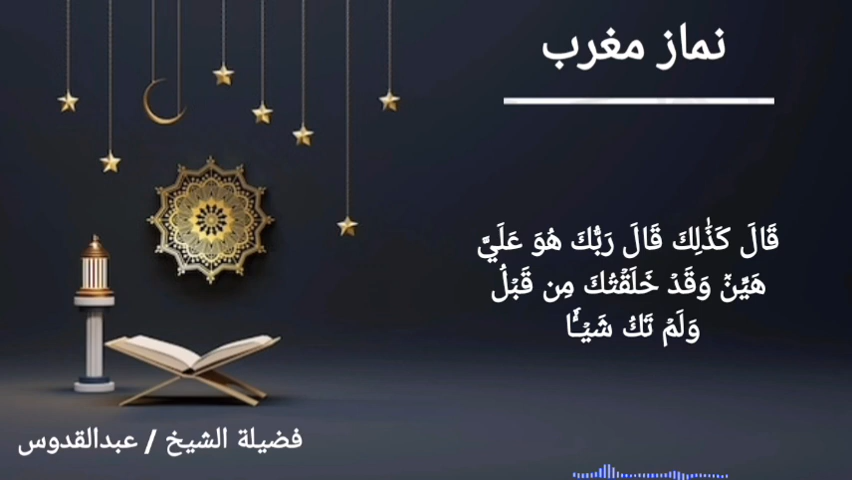 نماز مغرب
قَالَ كَذَٰلِكَ قَالَ رَبُّكَ هُوَ عَلَيَّ
هَيِّنٞ وَقَدۡ خَلَقۡتُكَ مِن قَبۡلُ
وَلَمۡ تَكُ شَيۡـٔٗا
فضيلة الشيخ / عبدالقدوس